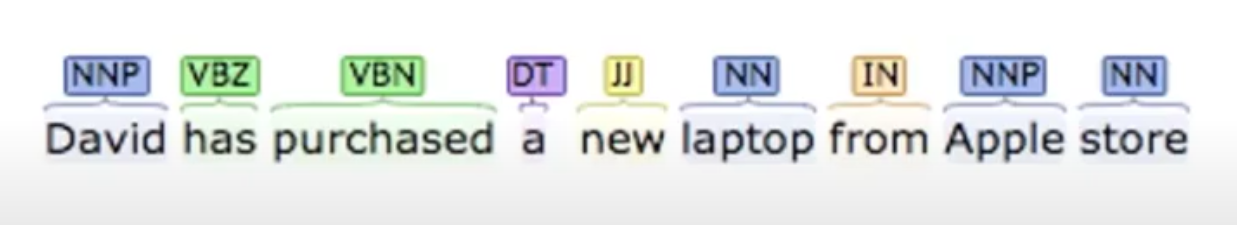 NNP VBZ VBN DT JJ NN IN NNP NN
David has purchased a new laptop from Apple store